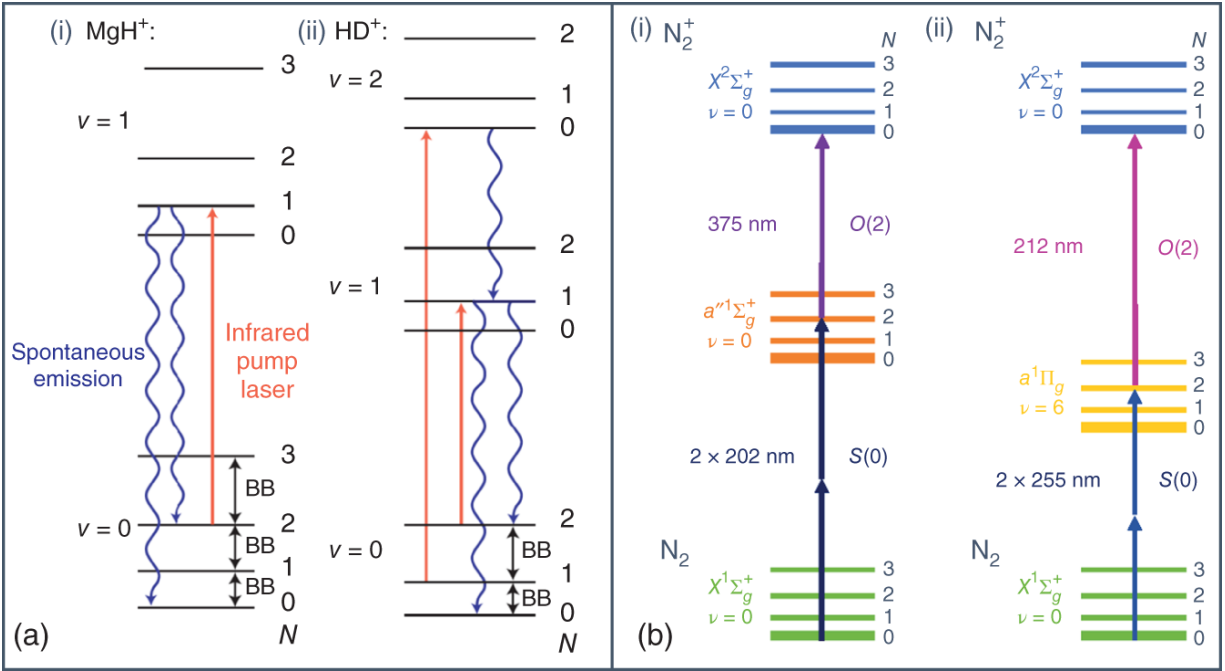 (i) MgH⁺:
3
v = 1
2
1
0
Spontaneous
emission
Infrared
pump
laser
3
BB
v = 0
2
BB
1
BB
0
N
(a)
(ii) HD⁺:
2
v = 2
1
0
2
v = 1
1
0
2
v = 0
BB
1
BB
0
N
(i) N₂⁺
N
X²Σg⁺
ν = 0
3
2
1
0
375 nm
O(2)
a″¹Σg⁺
ν = 0
3
2
1
0
2 × 202 nm
S(0)
N₂
X¹Σg⁺
ν = 0
3
2
1
0
(b)
(ii) N₂⁺
N
X²Σg⁺
ν = 0
3
2
1
0
212 nm
O(2)
a¹Πg
ν = 6
3
2
1
0
2 × 255 nm
S(0)
N₂
X¹Σg⁺
ν = 0
3
2
1
0